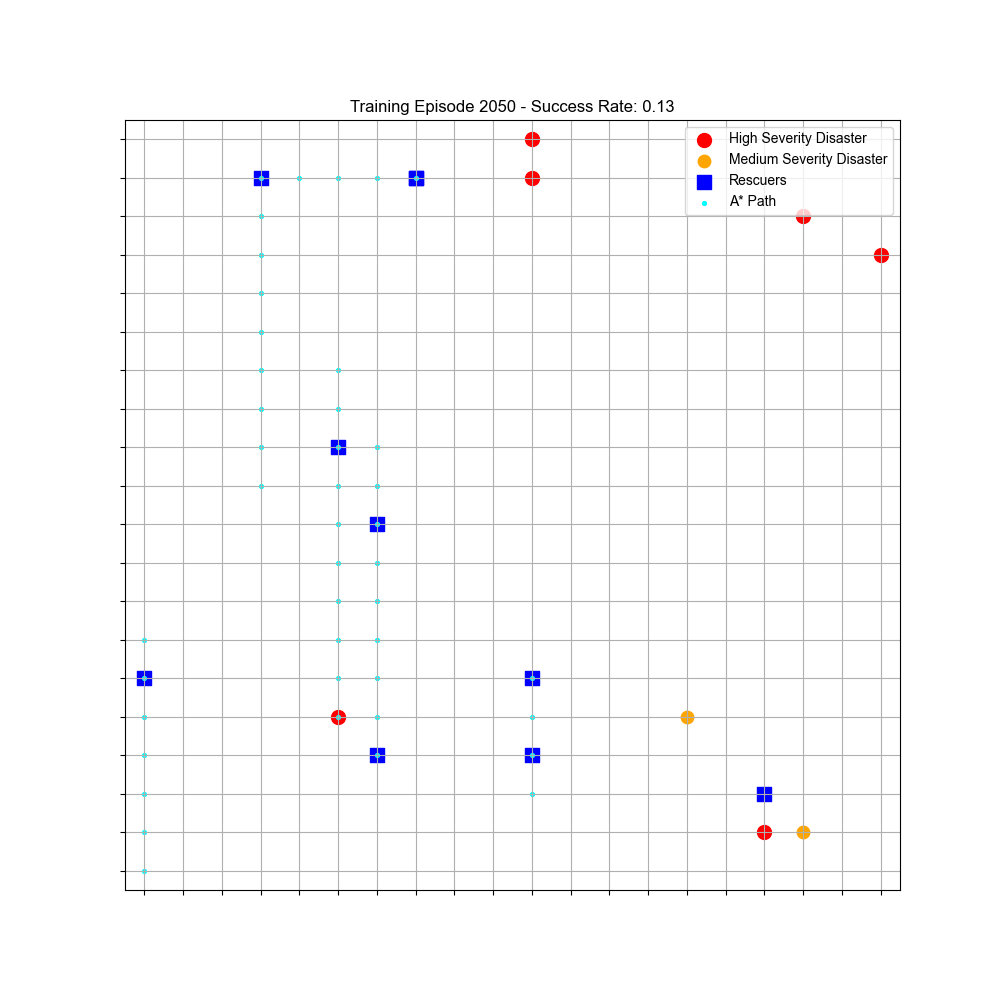 Training Episode 2050 - Success Rate: 0.13
High Severity Disaster
Medium Severity Disaster
Rescuers
A* Path